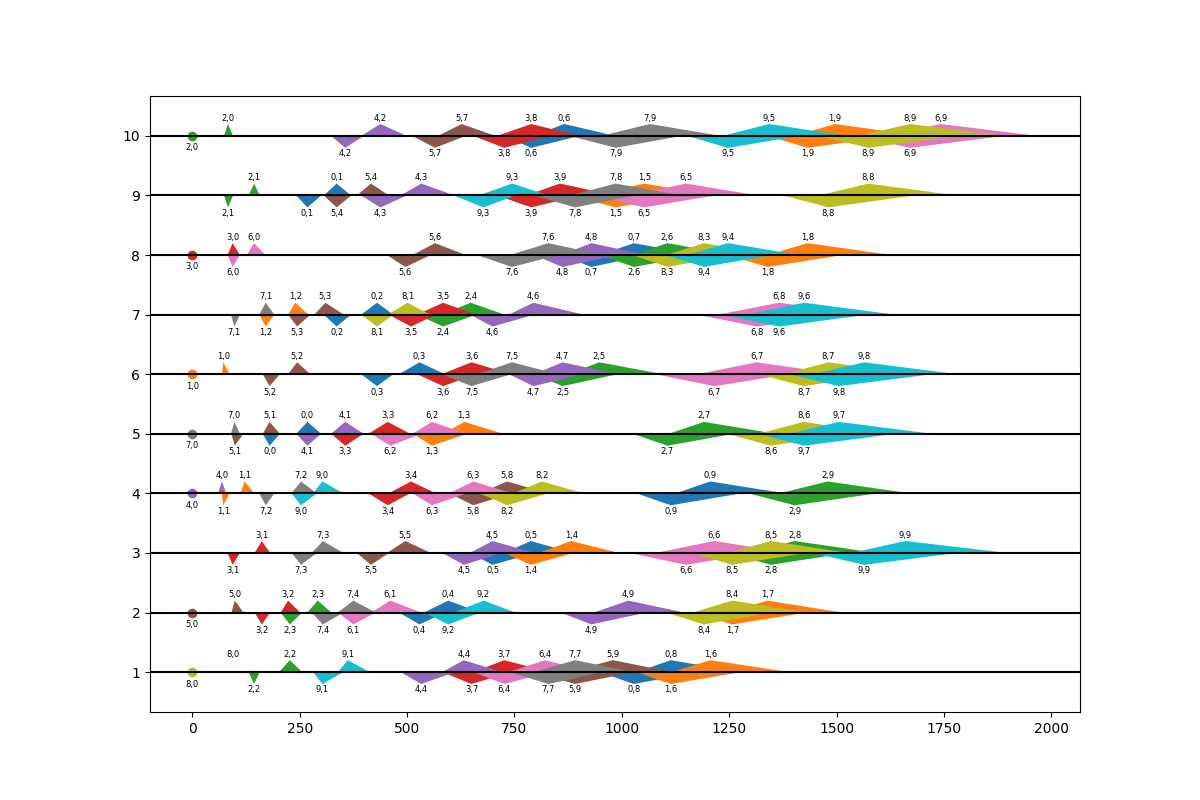 2,0 4,2 5,7 3,8 0,6 7,9 9,5 1,9 8,9 6,9
10
2,0 4,2 5,7 3,8 0,6 7,9 9,5 1,9 8,9 6,9
2,1 0,1 5,4 4,3 9,3 3,9 7,8 1,5 6,5 8,8
9
2,1 0,1 5,4 4,3 9,3 3,9 7,8 1,5 6,5 8,8
3,0 6,0 5,6 7,6 4,8 0,7 2,6 8,3 9,4 1,8
8
3,0 6,0 5,6 7,6 4,8 0,7 2,6 8,3 9,4 1,8
7,1 1,2 5,3 0,2 8,1 3,5 2,4 4,6 6,8 9,6
7
7,1 1,2 5,3 0,2 8,1 3,5 2,4 4,6 6,8 9,6
1,0 5,2 0,3 3,6 7,5 4,7 2,5 6,7 8,7 9,8
6
1,0 5,2 0,3 3,6 7,5 4,7 2,5 6,7 8,7 9,8
7,0 5,1 0,0 4,1 3,3 6,2 1,3 2,7 8,6 9,7
5
7,0 5,1 0,0 4,1 3,3 6,2 1,3 2,7 8,6 9,7
4,0 1,1 7,2 9,0 3,4 6,3 5,8 8,2 0,9 2,9
4
4,0 1,1 7,2 9,0 3,4 6,3 5,8 8,2 0,9 2,9
3,1 7,3 5,5 4,5 0,5 1,4 6,6 8,5 2,8 9,9
3
3,1 7,3 5,5 4,5 0,5 1,4 6,6 8,5 2,8 9,9
5,0 3,2 2,3 7,4 6,1 0,4 9,2 4,9 8,4 1,7
2
5,0 3,2 2,3 7,4 6,1 0,4 9,2 4,9 8,4 1,7
8,0 2,2 9,1 4,4 3,7 6,4 7,7 5,9 0,8 1,6
1
8,0 2,2 9,1 4,4 3,7 6,4 7,7 5,9 0,8 1,6
0 250 500 750 1000 1250 1500 1750 2000